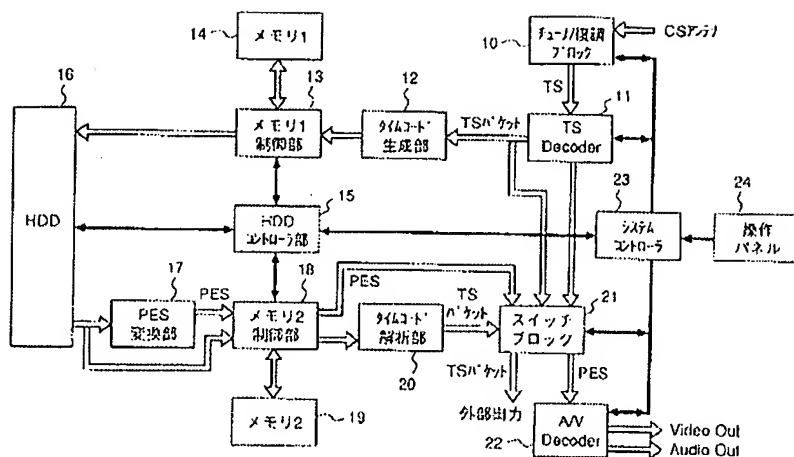 14
メモリ1
10
チューナ/復調
ブロック
CSアンテナ
16
13
12
TS
11
メモリ1
制御部
タイムコード
生成部
TSパケット
TS
Decoder
HDD
15
HDD
コントローラ部
23
システム
コントローラ
24
操作
パネル
17
PES
変換部
PES
18
メモリ2
制御部
PES
タイムコード
解析部
20
TS
パケット
21
スイッチ
ブロック
TSパケット
外部出力
PES
メモリ2
19
22
A/V
Decoder
Video Out
Audio Out